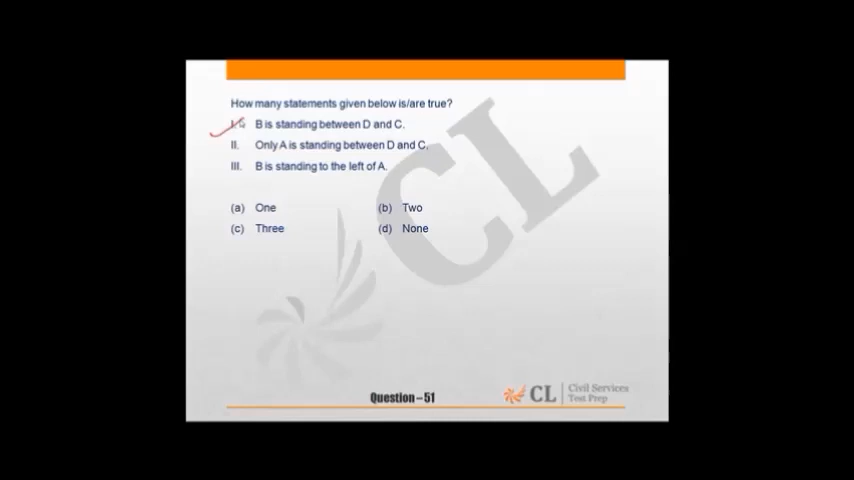 How many statements given below is/are true?
I. B is standing between D and C.
II. Only A is standing between D and C.
III. B is standing to the left of A.
(a) One (b) Two
(c) Three (d) None
CL
Question – 51
CL Civil Services
Test Prep